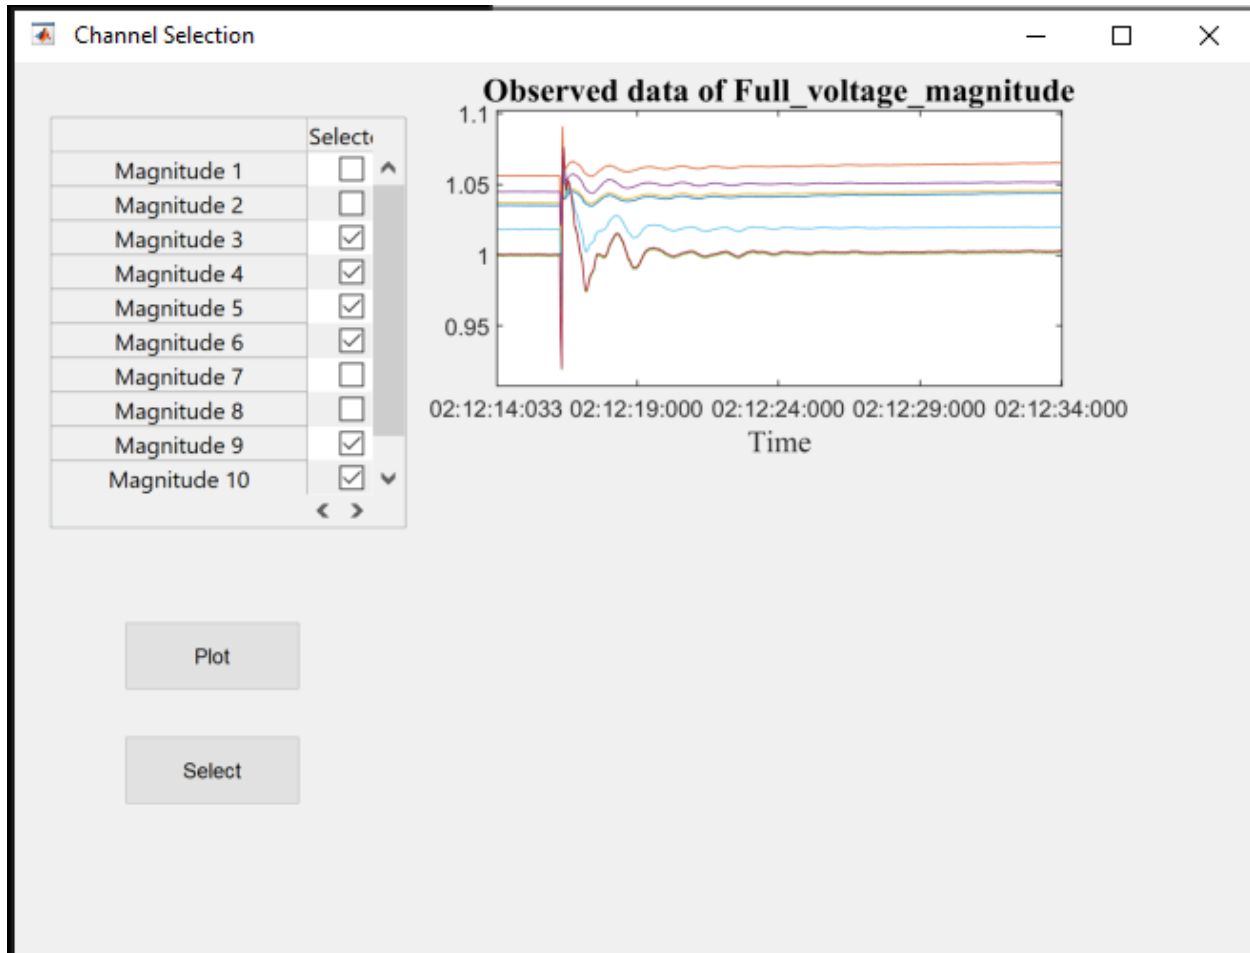 Channel Selection
Observed data of Full_voltage_magnitude
Selecte
Magnitude 1
Magnitude 2
Magnitude 3
Magnitude 4
Magnitude 5
Magnitude 6
Magnitude 7
Magnitude 8
Magnitude 9
Magnitude 10
1.1
1.05
1
0.95
02:12:14:033 02:12:19:000 02:12:24:000 02:12:29:000 02:12:34:000
Time
Plot
Select